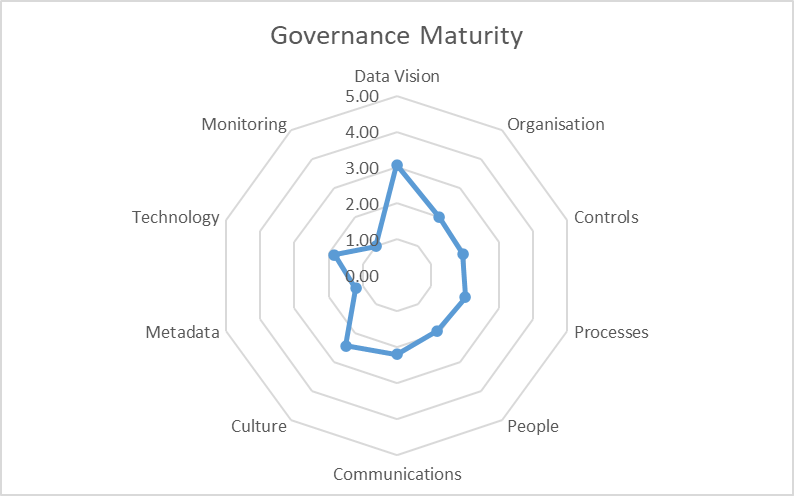 Governance Maturity
Data Vision
5.00
Monitoring
Organisation
4.00
3.00
Technology
2.00
Controls
1.00
0.00
Metadata
Processes
Culture
People
Communications